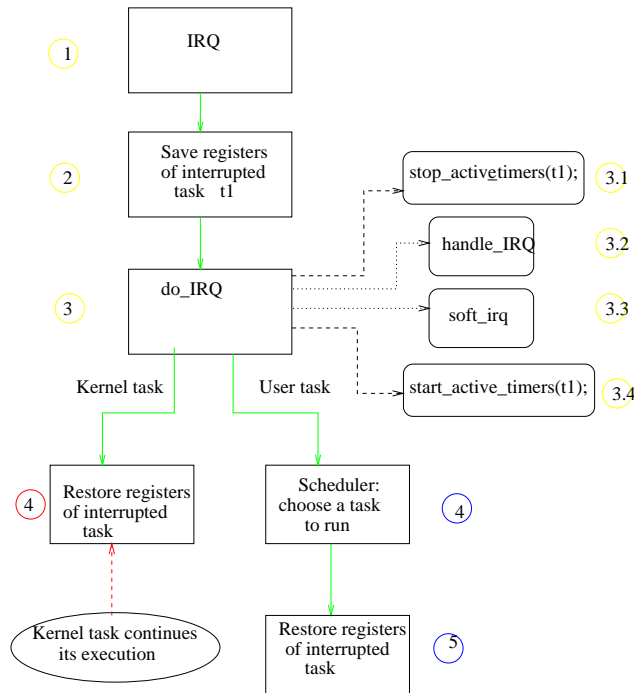 1
IRQ
2
Save registers
of interrupted
task t1
stop_activetimers(t1);
3.1
handle_IRQ
3.2
3
do_IRQ
soft_irq
3.3
Kernel task
User task
start_active_timers(t1);
3.4
4
Restore registers
of interrupted
task
Scheduler:
choose a task
to run
4
Kernel task continues
its execution
Restore registers
of interrupted
task
5